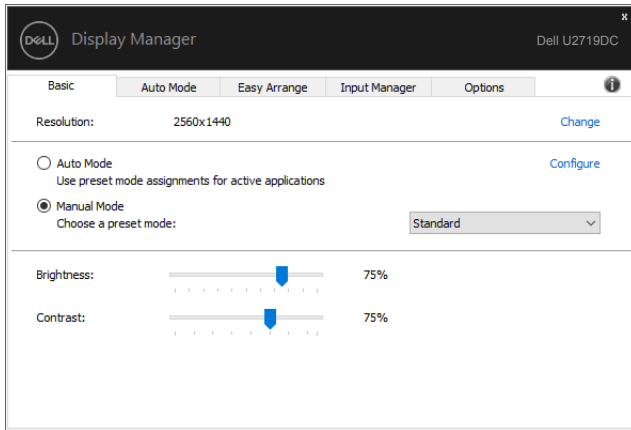 x
DELL Display Manager Dell U2719DC
Basic Auto Mode Easy Arrange Input Manager Options i
Resolution: 2560x1440 Change
Auto Mode Configure
Use preset mode assignments for active applications
Manual Mode
Choose a preset mode: Standard
Brightness: 75%
Contrast: 75%